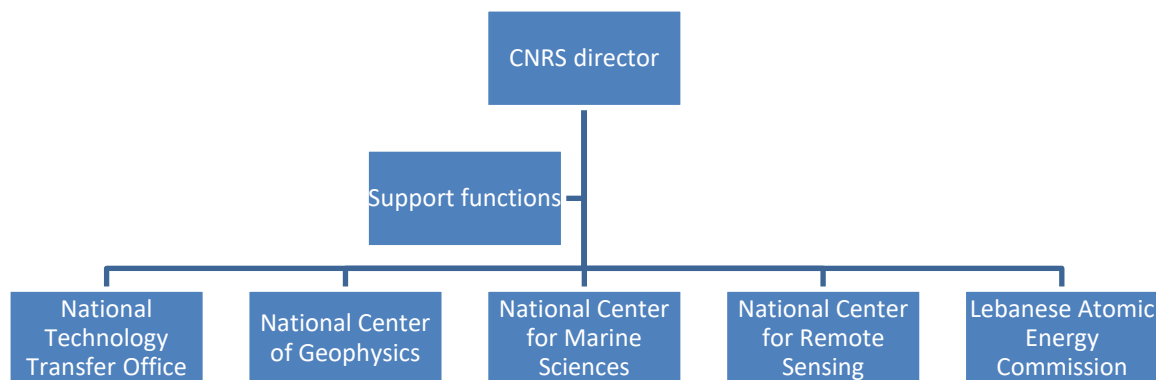 CNRS director
Support functions
National
Technology
Transfer Office
National Center
of Geophysics
National Center
for Marine
Sciences
National Center
for Remote
Sensing
Lebanese Atomic
Energy
Commission